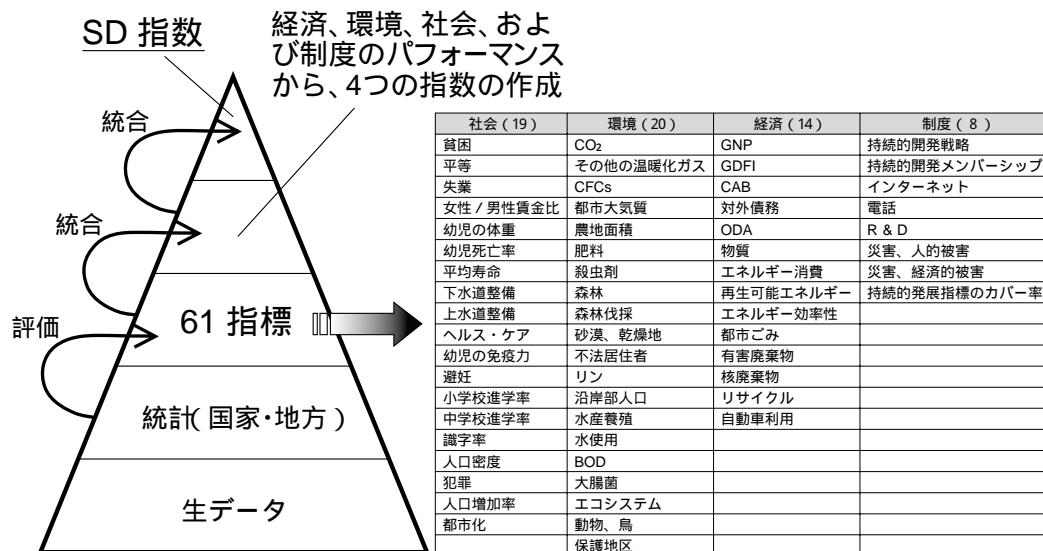 SD 指数
経済、環境、社会、およ
び制度のパフォーマンス
から、4つの指数の作成
統合
統合
評価
61 指標
統計(国家・地方)
生データ
社会(19) 環境(20) 経済(14) 制度(8)
貧困 CO₂ GNP 持続的開発戦略
平等 その他の温暖化ガス GDFI 持続的開発メンバーシップ
失業 CFCs CAB インターネット
女性/男性賃金比 都市大気質 対外債務 電話
幼児の体重 農地面積 ODA R & D
幼児死亡率 肥料 物質 災害、人的被害
平均寿命 殺虫剤 エネルギー消費 災害、経済的被害
下水道整備 森林 再生可能エネルギー 持続的発展指標のカバー率
上水道整備 森林伐採 エネルギー効率性
ヘルス・ケア 砂漠、乾燥地 都市ごみ
幼児の免疫力 不法居住者 有害廃棄物
避妊 リン 核廃棄物
小学校進学率 沿岸部人口 リサイクル
中学校進学率 水産養殖 自動車利用
識字率 水使用
人口密度 BOD
犯罪 大腸菌
人口増加率 エコシステム
都市化 動物、鳥
保護地区